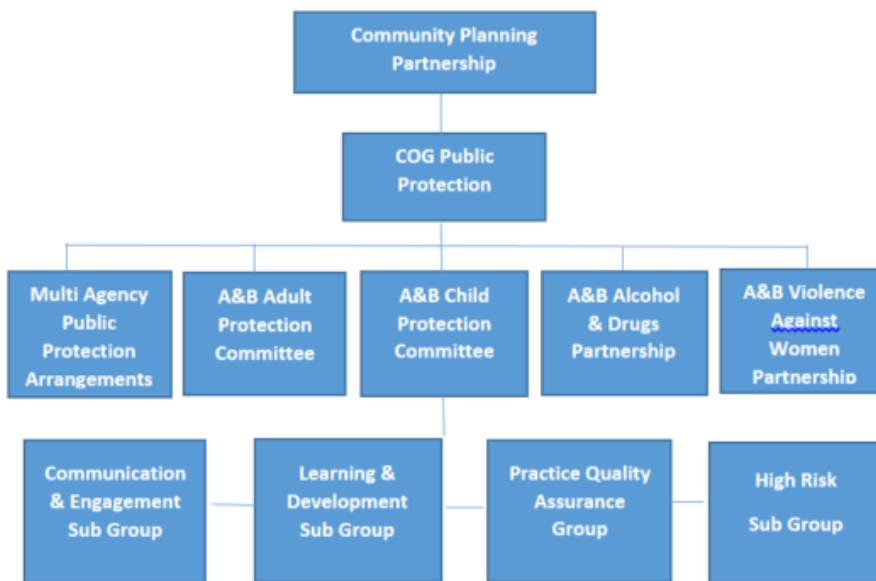 Community Planning
Partnership
COG Public
Protection
Multi Agency
Public
Protection
Arrangements
A&B Adult
Protection
Committee
A&B Child
Protection
Committee
A&B Alcohol
& Drugs
Partnership
A&B Violence
Against
Women
Partnership
Communication
& Engagement
Sub Group
Learning &
Development
Sub Group
Practice Quality
Assurance
Group
High Risk
Sub Group